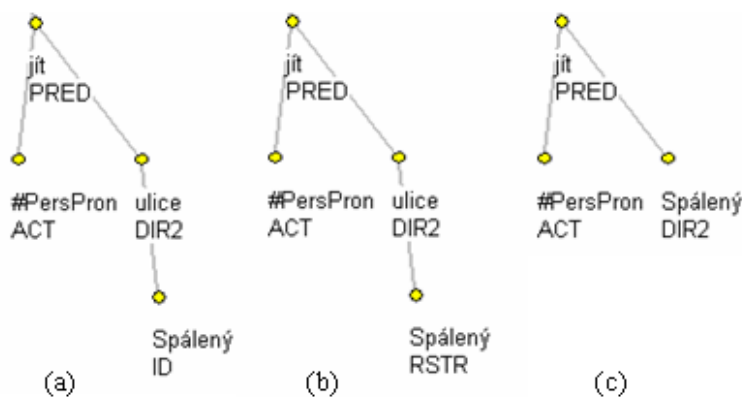 jít
PRED
#PersPron
ACT
ulice
DIR2
Spálený
ID
(a)
jít
PRED
#PersPron
ACT
ulice
DIR2
Spálený
RSTR
(b)
jít
PRED
#PersPron
ACT
Spálený
DIR2
(c)